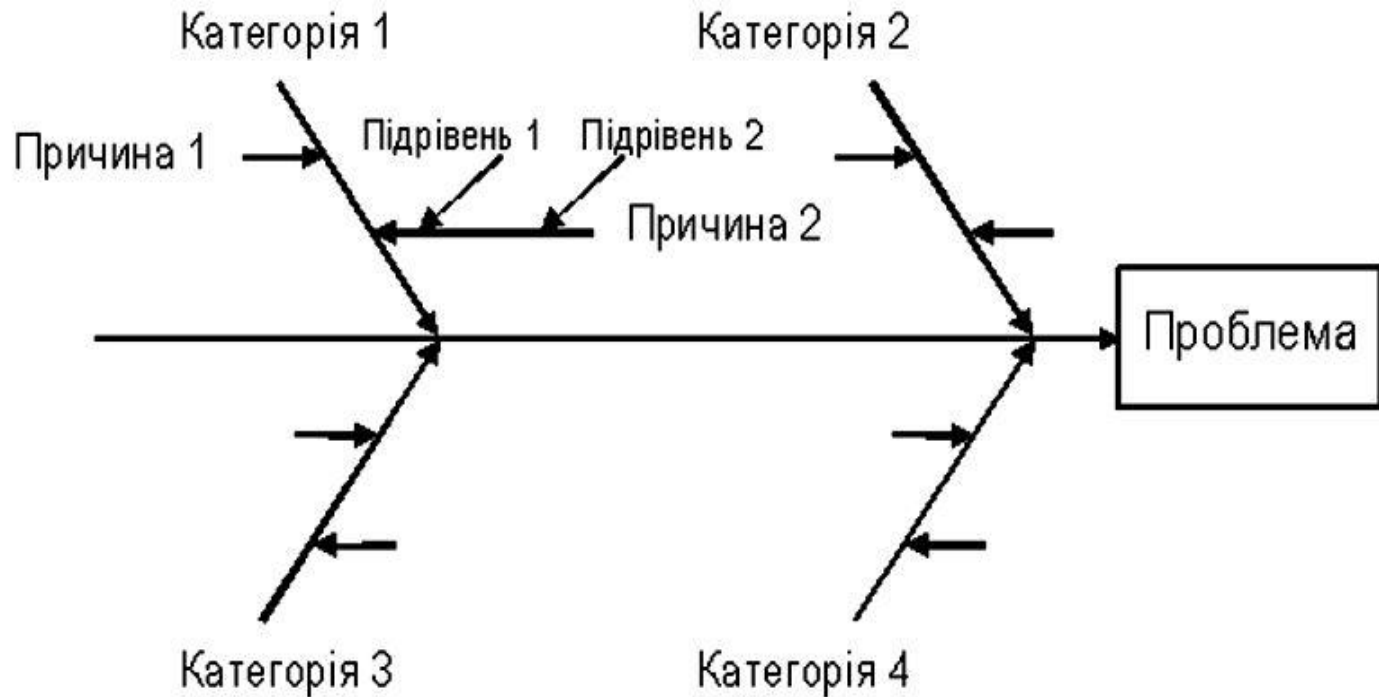 Категорія 1
Категорія 2
Підрівень 1
Підрівень 2
Причина 1
Причина 2
Проблема
Категорія 3
Категорія 4